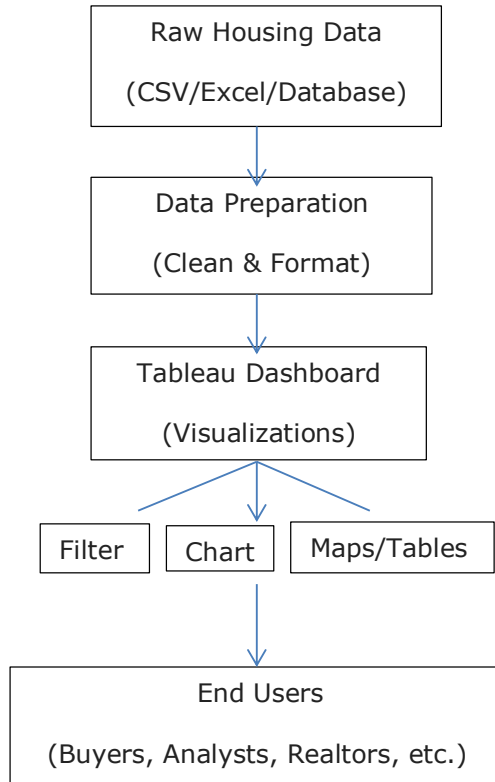 Raw Housing Data
(CSV/Excel/Database)
Data Preparation
(Clean & Format)
Tableau Dashboard
(Visualizations)
Filter
Chart
Maps/Tables
End Users
(Buyers, Analysts, Realtors, etc.)